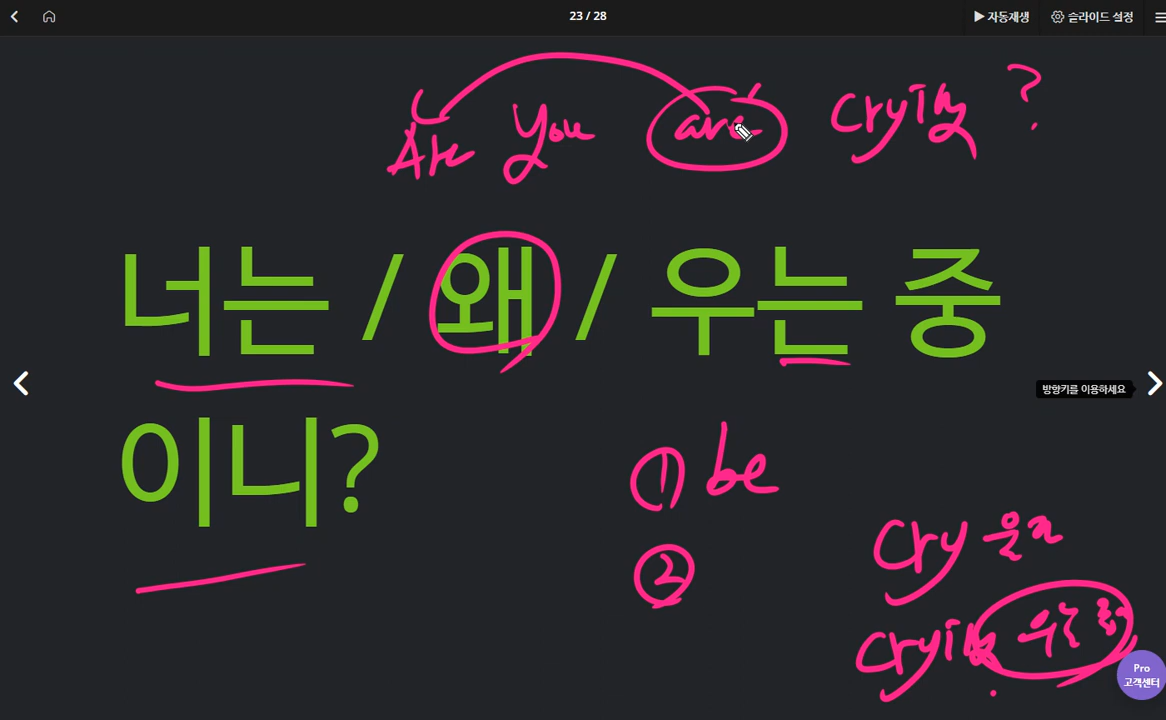 23 / 28
▶ 자동재생
슬라이드 설정
Are you are crying ?
너는 / 왜 / 우는 중
방향키를 이용하세요
이니?
① be
②
cry 울다
crying 우는 중
Pro
고객센터